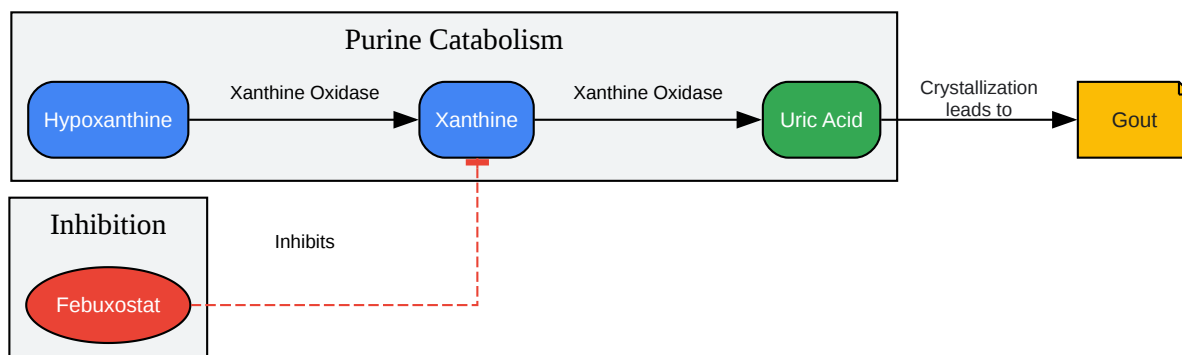 Purine Catabolism
Hypoxanthine
Xanthine Oxidase
Xanthine
Xanthine Oxidase
Uric Acid
Crystallization
leads to
Gout
Inhibition
Febuxostat
Inhibits